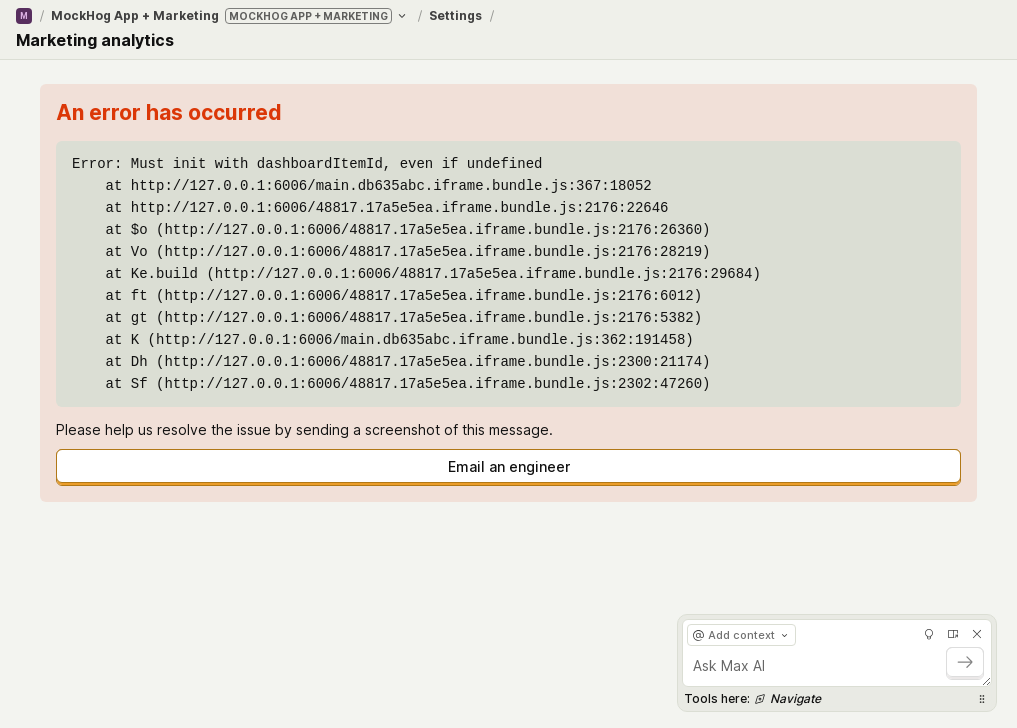 M / MockHog App + Marketing MOCKHOG APP + MARKETING / Settings /
Marketing analytics
An error has occurred
Error: Must init with dashboardItemId, even if undefined
at http://127.0.0.1:6006/main.db635abc.iframe.bundle.js:367:18052
at http://127.0.0.1:6006/48817.17a5e5ea.iframe.bundle.js:2176:22646
at $o (http://127.0.0.1:6006/48817.17a5e5ea.iframe.bundle.js:2176:26360)
at Vo (http://127.0.0.1:6006/48817.17a5e5ea.iframe.bundle.js:2176:28219)
at Ke.build (http://127.0.0.1:6006/48817.17a5e5ea.iframe.bundle.js:2176:29684)
at ft (http://127.0.0.1:6006/48817.17a5e5ea.iframe.bundle.js:2176:6012)
at gt (http://127.0.0.1:6006/48817.17a5e5ea.iframe.bundle.js:2176:5382)
at K (http://127.0.0.1:6006/main.db635abc.iframe.bundle.js:362:191458)
at Dh (http://127.0.0.1:6006/48817.17a5e5ea.iframe.bundle.js:2300:21174)
at Sf (http://127.0.0.1:6006/48817.17a5e5ea.iframe.bundle.js:2302:47260)
Please help us resolve the issue by sending a screenshot of this message.
Email an engineer
@ Add context
Ask Max AI
Tools here: Navigate